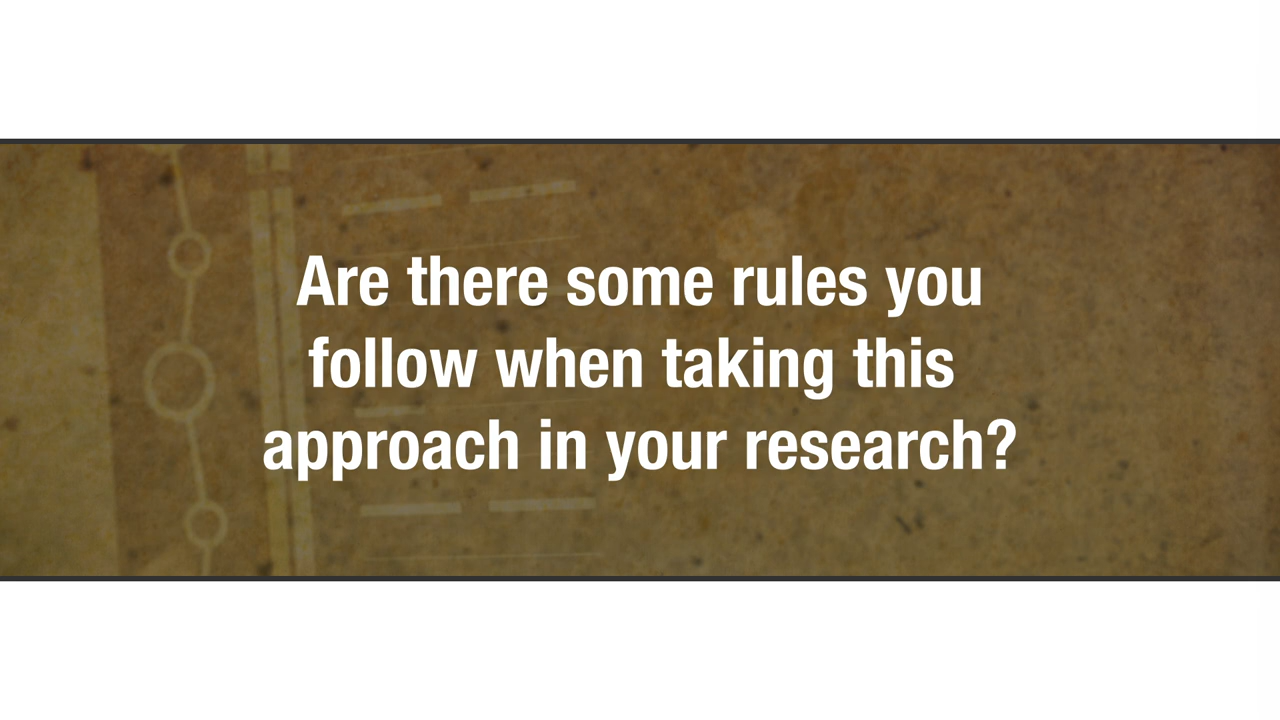 Are there some rules you
follow when taking this
approach in your research?